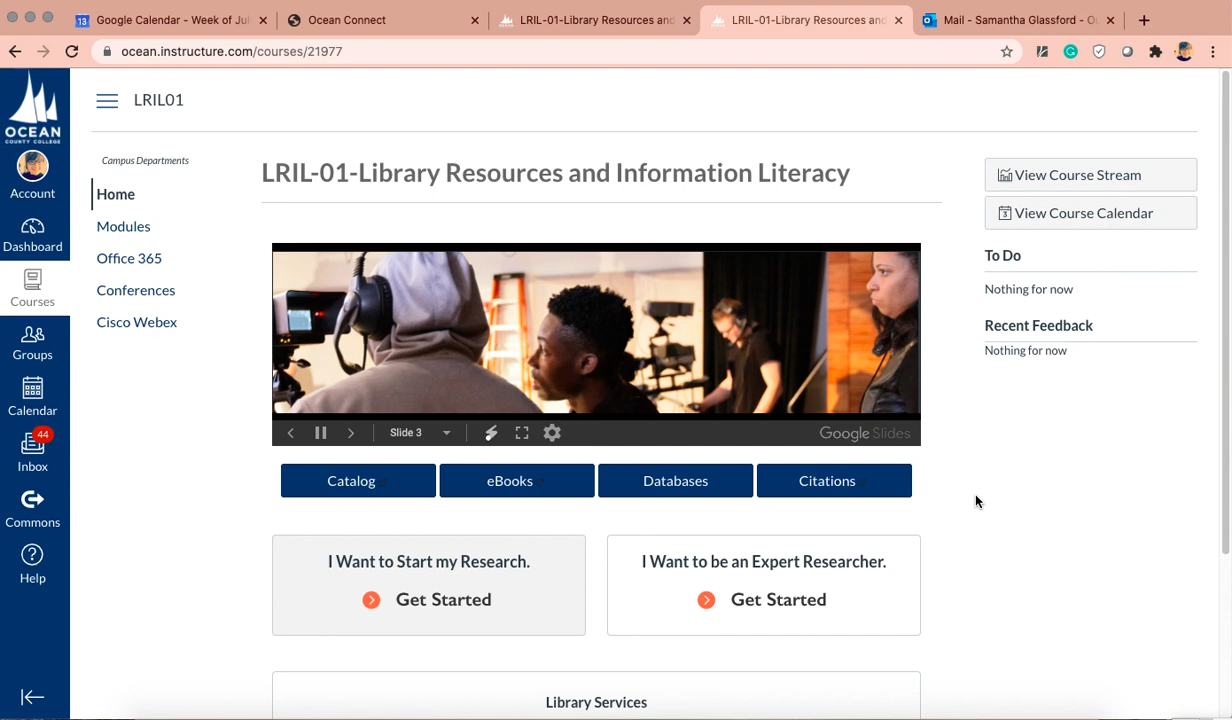 13
Google Calendar - Week of Jul
Ocean Connect
LRIL-01-Library Resources and
LRIL-01-Library Resources and
Mail - Samantha Glassford - Ou
ocean.instructure.com/courses/21977
OCEAN
COUNTY COLLEGE
Account
Dashboard
Courses
Groups
Calendar
44
Inbox
Commons
Help
LRIL01
Campus Departments
Home
Modules
Office 365
Conferences
Cisco Webex
LRIL-01-Library Resources and Information Literacy
Slide 3
Google Slides
Catalog
eBooks
Databases
Citations
I Want to Start my Research.
Get Started
I Want to be an Expert Researcher.
Get Started
Library Services
View Course Stream
View Course Calendar
To Do
Nothing for now
Recent Feedback
Nothing for now